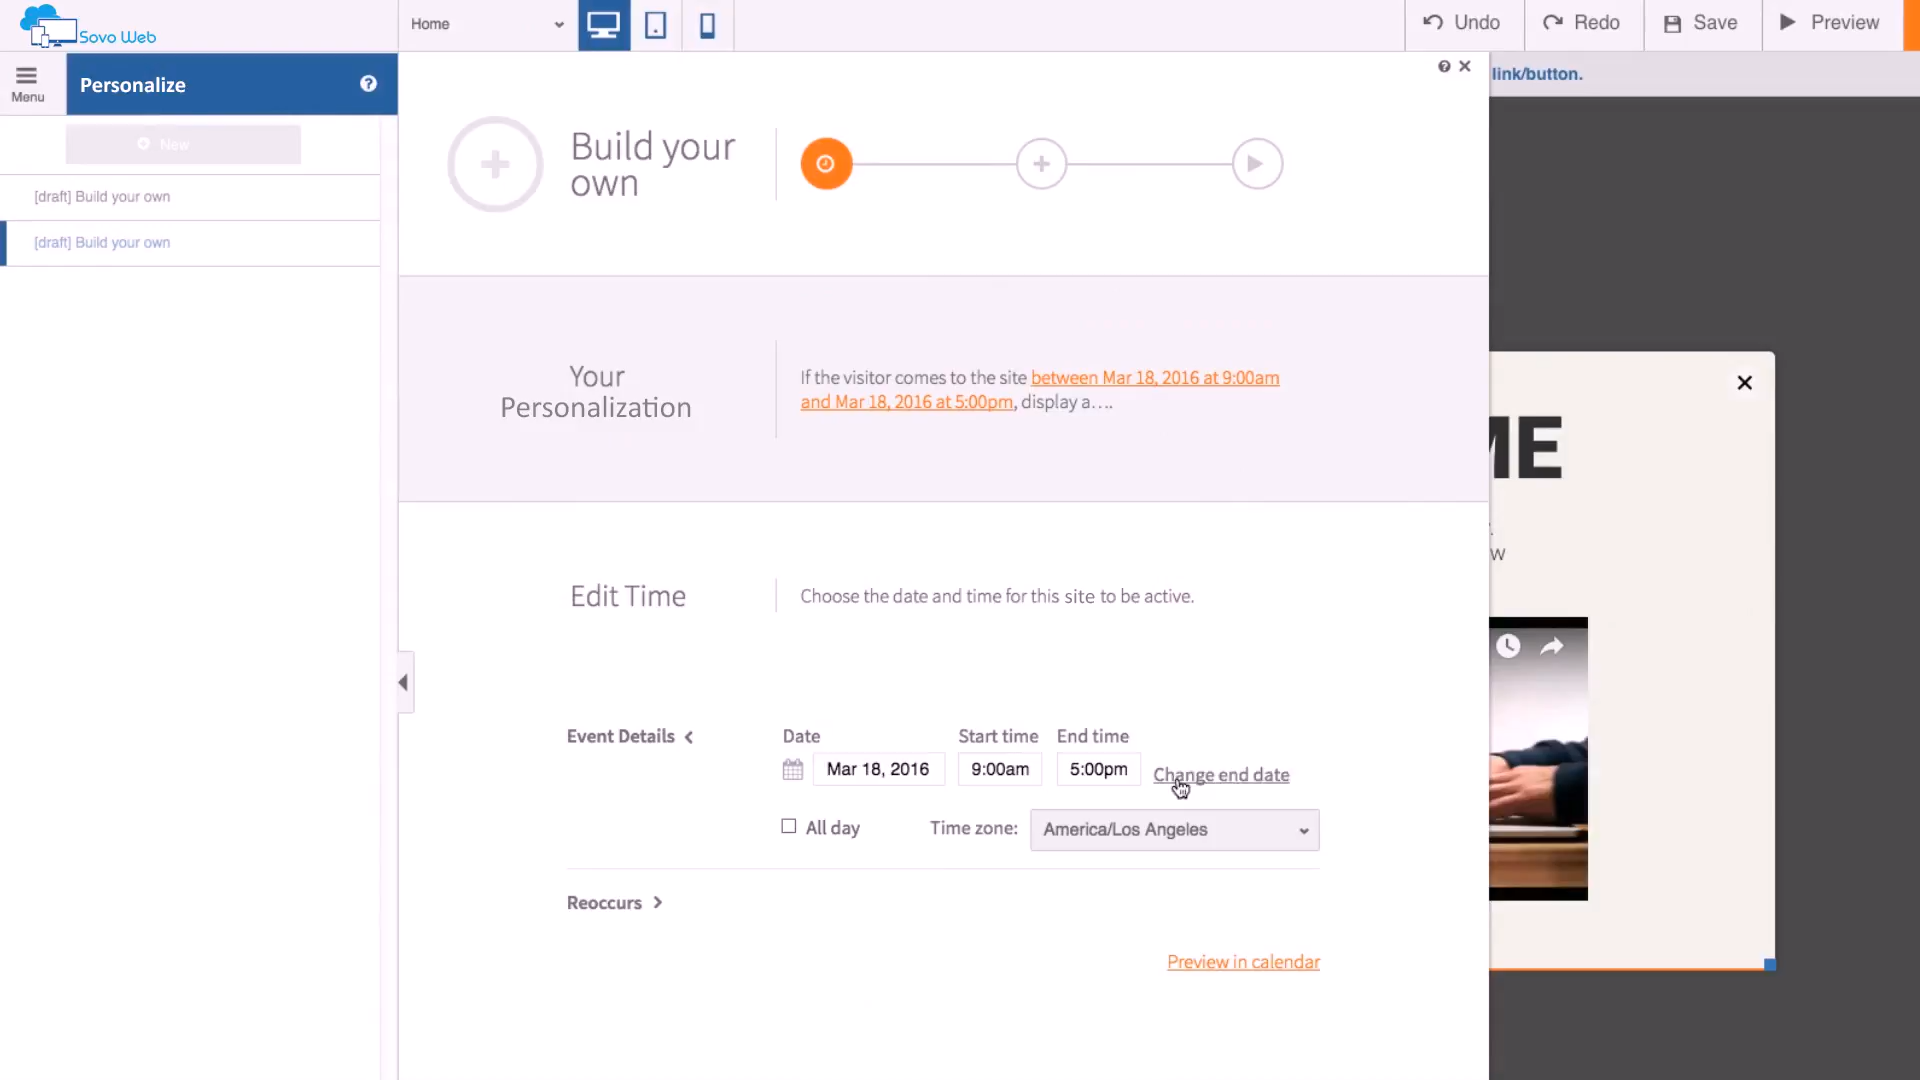 Sovo Web
Home
Undo
Redo
Save
Preview
Menu
Personalize
link/button.
New
[draft] Build your own
[draft] Build your own
Build your
own
Your
Personalization
If the visitor comes to the site between Mar 18, 2016 at 9:00am
and Mar 18, 2016 at 5:00pm, display a….
ME
W
Edit Time
Choose the date and time for this site to be active.
Event Details
Date
Start time
End time
Mar 18, 2016
9:00am
5:00pm
Change end date
All day
Time zone:
America/Los Angeles
Reoccurs
Preview in calendar